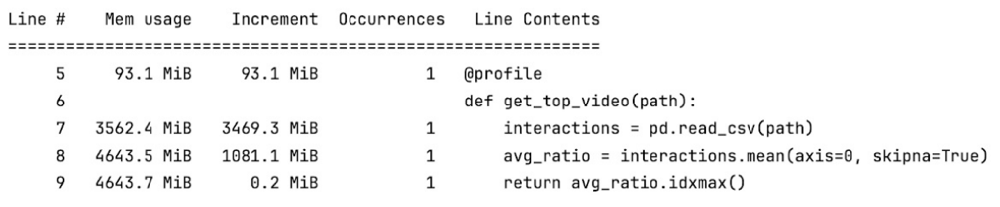 Line #    Mem usage    Increment  Occurrences   Line Contents
=============================================================
     5     93.1 MiB     93.1 MiB           1   @profile
     6                                         def get_top_video(path):
     7   3562.4 MiB   3469.3 MiB           1       interactions = pd.read_csv(path)
     8   4643.5 MiB   1081.1 MiB           1       avg_ratio = interactions.mean(axis=0, skipna=True)
     9   4643.7 MiB      0.2 MiB           1       return avg_ratio.idxmax()